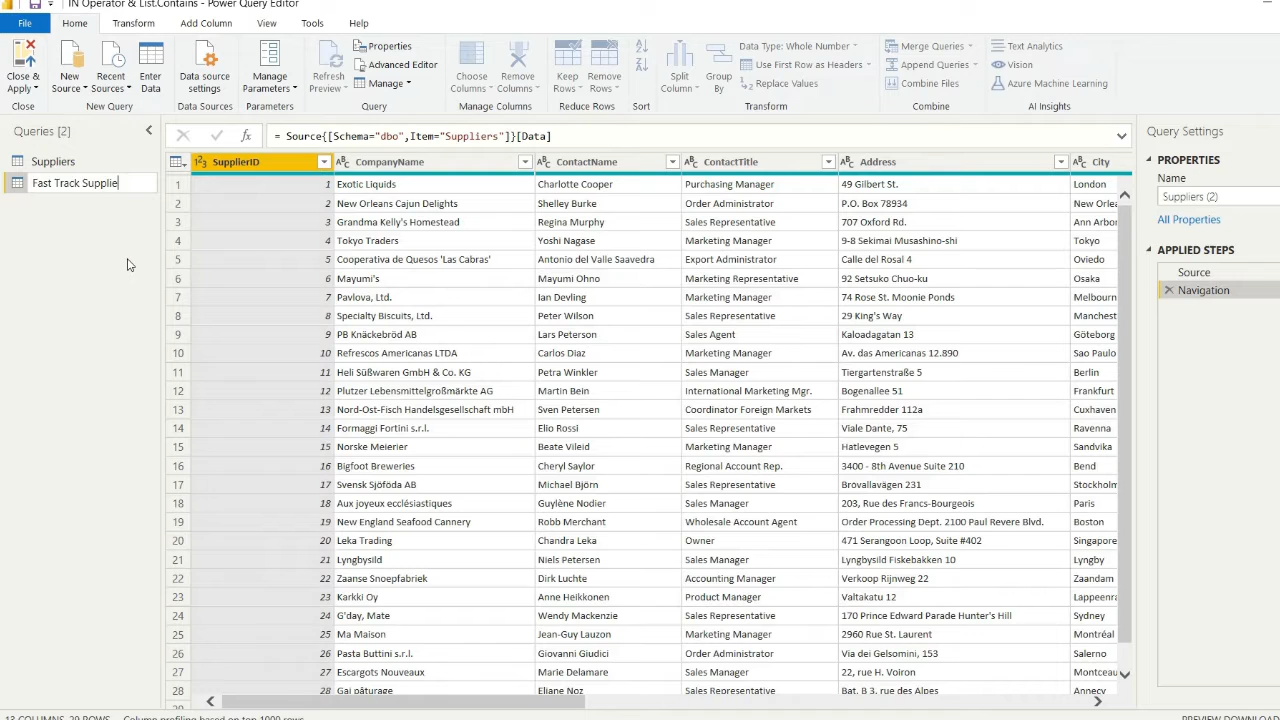 IN Operator & List.Contains - Power Query Editor
File Home Transform Add Column View Tools Help
Close & Apply
New Source
Recent Sources
Enter Data
Data source settings
Manage Parameters
Refresh Preview
Properties
Advanced Editor
Manage
Choose Columns
Remove Columns
Keep Rows
Remove Rows
Split Column
Group By
Data Type: Whole Number
Use First Row as Headers
Replace Values
Merge Queries
Append Queries
Combine Files
Text Analytics
Vision
Azure Machine Learning
Close New Query Data Sources Parameters Query Manage Columns Reduce Rows Sort Transform Combine AI Insights
Queries [2]
Suppliers
Fast Track Supplie
= Source{[Schema="dbo",Item="Suppliers"]}[Data]
SupplierID CompanyName ContactName ContactTitle Address City
1 1 Exotic Liquids Charlotte Cooper Purchasing Manager 49 Gilbert St. London
2 2 New Orleans Cajun Delights Shelley Burke Order Administrator P.O. Box 78934 New Orlea
3 3 Grandma Kelly's Homestead Regina Murphy Sales Representative 707 Oxford Rd. Ann Arbor
4 4 Tokyo Traders Yoshi Nagase Marketing Manager 9-8 Sekimai Musashino-shi Tokyo
5 5 Cooperativa de Quesos 'Las Cabras' Antonio del Valle Saavedra Export Administrator Calle del Rosal 4 Oviedo
6 6 Mayumi's Mayumi Ohno Marketing Representative 92 Setsuko Chuo-ku Osaka
7 7 Pavlova, Ltd. Ian Devling Marketing Manager 74 Rose St. Moonie Ponds Melbourn
8 8 Specialty Biscuits, Ltd. Peter Wilson Sales Representative 29 King's Way Manchest
9 9 PB Knäckebröd AB Lars Peterson Sales Agent Kaloadagatan 13 Göteborg
10 10 Refrescos Americanas LTDA Carlos Diaz Marketing Manager Av. das Americanas 12.890 Sao Paulo
11 11 Heli Süßwaren GmbH & Co. KG Petra Winkler Sales Manager Tiergartenstraße 5 Berlin
12 12 Plutzer Lebensmittelgroßmärkte AG Martin Bein International Marketing Mgr. Bogenallee 51 Frankfurt
13 13 Nord-Ost-Fisch Handelsgesellschaft mbH Sven Petersen Coordinator Foreign Markets Frahmredder 112a Cuxhaven
14 14 Formaggi Fortini s.r.l. Elio Rossi Sales Representative Viale Dante, 75 Ravenna
15 15 Norske Meierier Beate Vileid Marketing Manager Hatlevegen 5 Sandvika
16 16 Bigfoot Breweries Cheryl Saylor Regional Account Rep. 3400 - 8th Avenue Suite 210 Bend
17 17 Svensk Sjöföda AB Michael Björn Sales Representative Brovallavägen 231 Stockholm
18 18 Aux joyeux ecclésiastiques Guylène Nodier Sales Manager 203, Rue des Francs-Bourgeois Paris
19 19 New England Seafood Cannery Robb Merchant Wholesale Account Agent Order Processing Dept. 2100 Paul Revere Blvd. Boston
20 20 Leka Trading Chandra Leka Owner 471 Serangoon Loop, Suite #402 Singapore
21 21 Lyngbysild Niels Petersen Sales Manager Lyngbysild Fiskebakken 10 Lyngby
22 22 Zaanse Snoepfabriek Dirk Luchte Accounting Manager Verkoop Rijnweg 22 Zaandam
23 23 Karkki Oy Anne Heikkonen Product Manager Valtakatu 12 Lappeenra
24 24 G'day, Mate Wendy Mackenzie Sales Representative 170 Prince Edward Parade Hunter's Hill Sydney
25 25 Ma Maison Jean-Guy Lauzon Marketing Manager 2960 Rue St. Laurent Montréal
26 26 Pasta Buttini s.r.l. Giovanni Giudici Order Administrator Via dei Gelsomini, 153 Salerno
27 27 Escargots Nouveaux Marie Delamare Sales Manager 22, rue H. Voiron Montceau
28 28 Gai pâturage Eliane Noz Sales Representative Bat. B 3, rue des Alpes Annecy
29
Query Settings
PROPERTIES
Name
Suppliers (2)
All Properties
APPLIED STEPS
Source
Navigation
13 COLUMNS, 29 ROWS Column profiling based on top 1000 rows PREVIEW DOWNLOAD